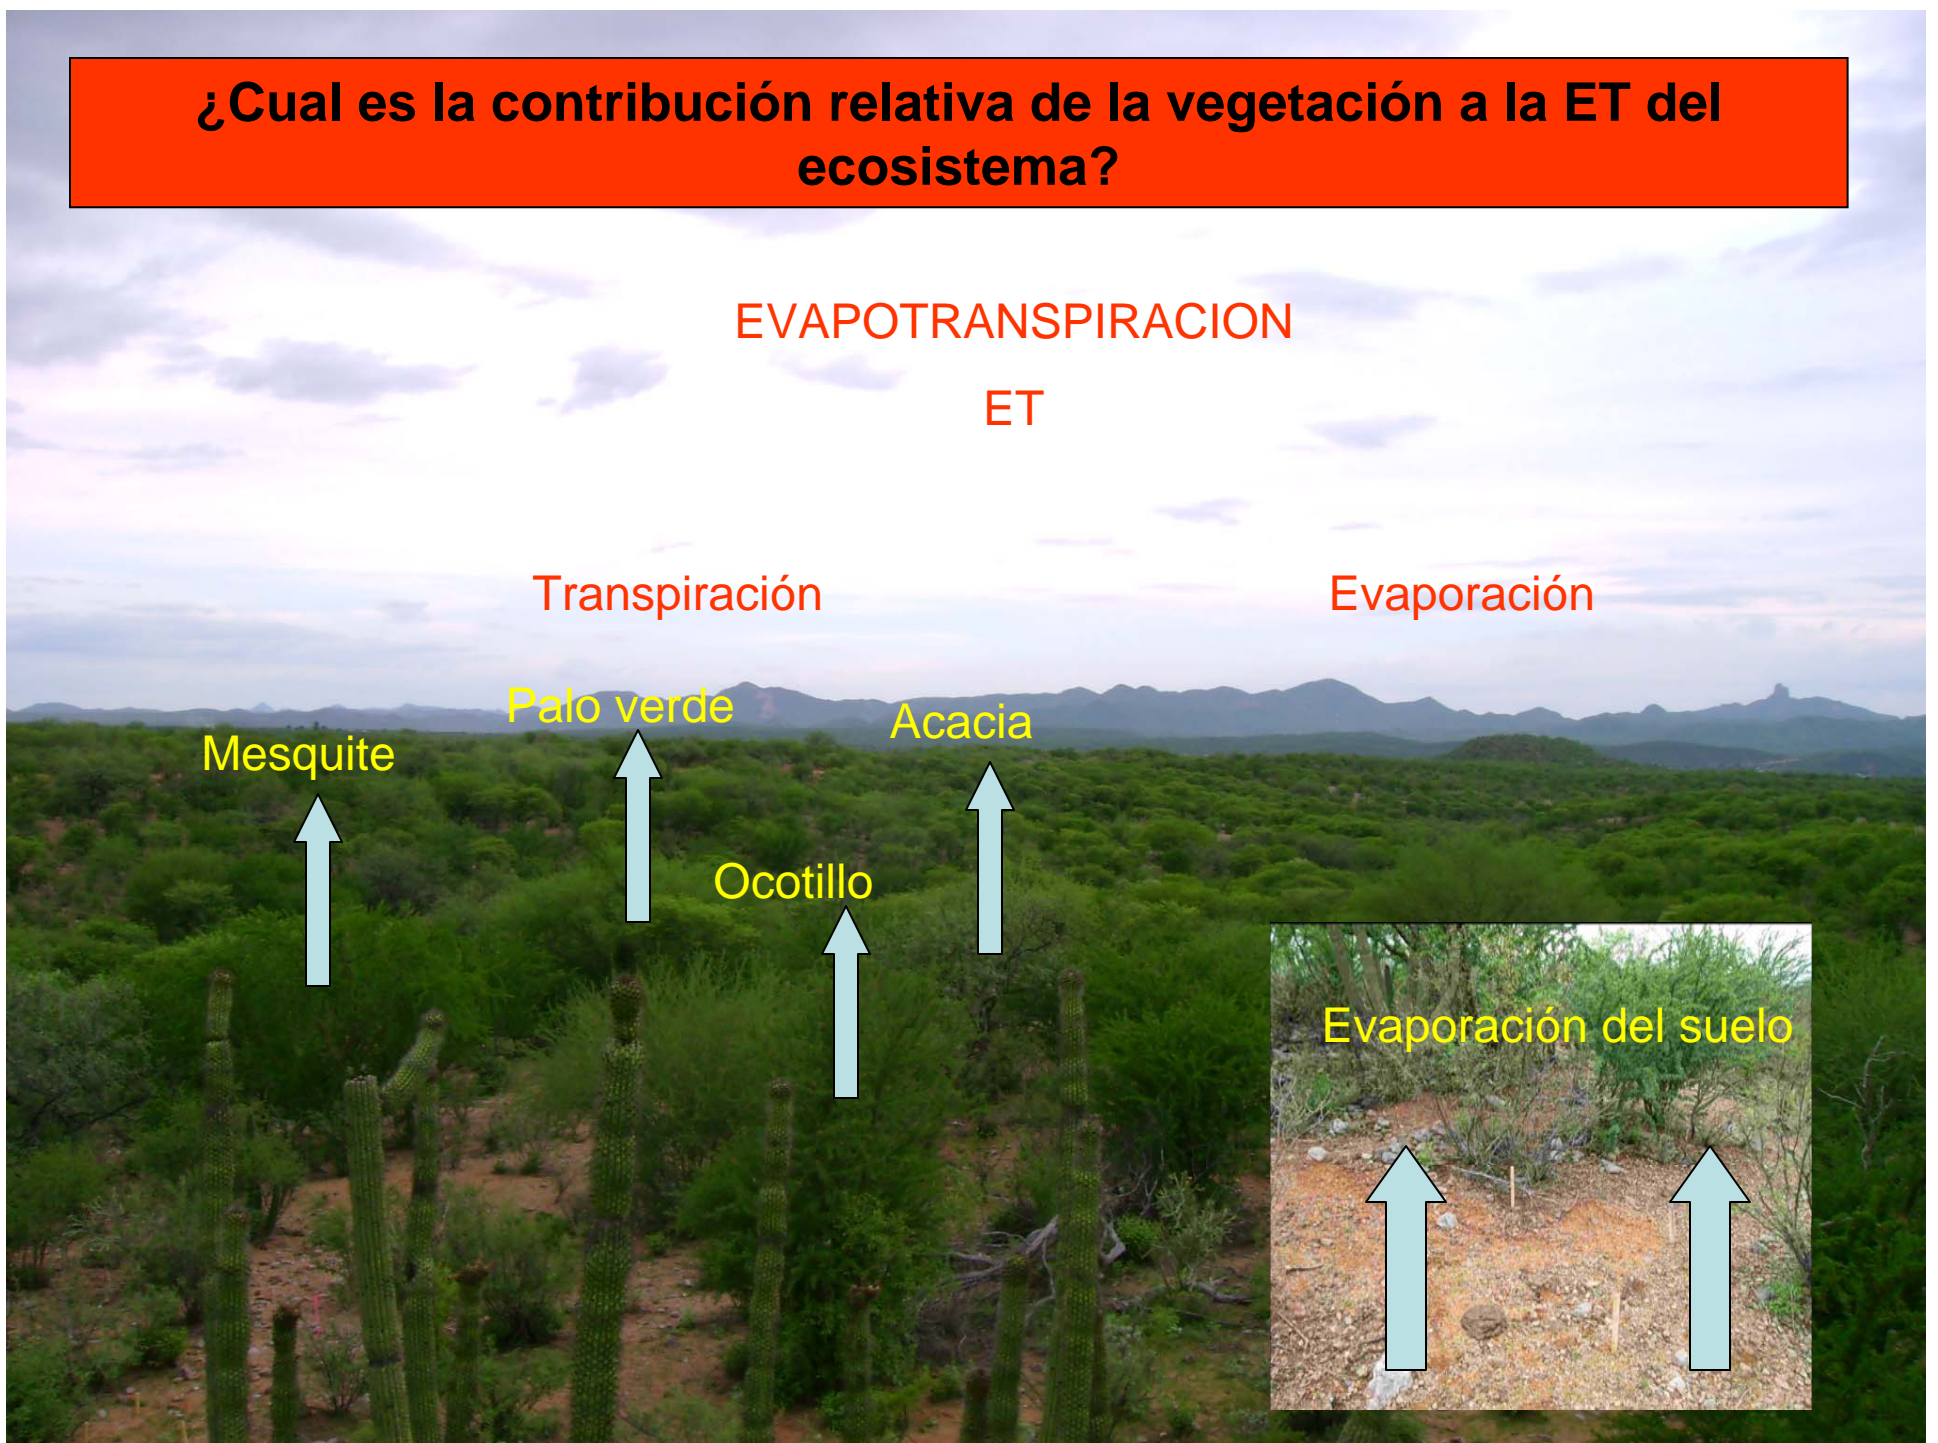 ¿Cual es la contribución relativa de la vegetación a la ET del
ecosistema?
EVAPOTRANSPIRACION
ET
Transpiración
Evaporación
Palo verde
Acacia
Mesquite
Ocotillo
Evaporación del suelo